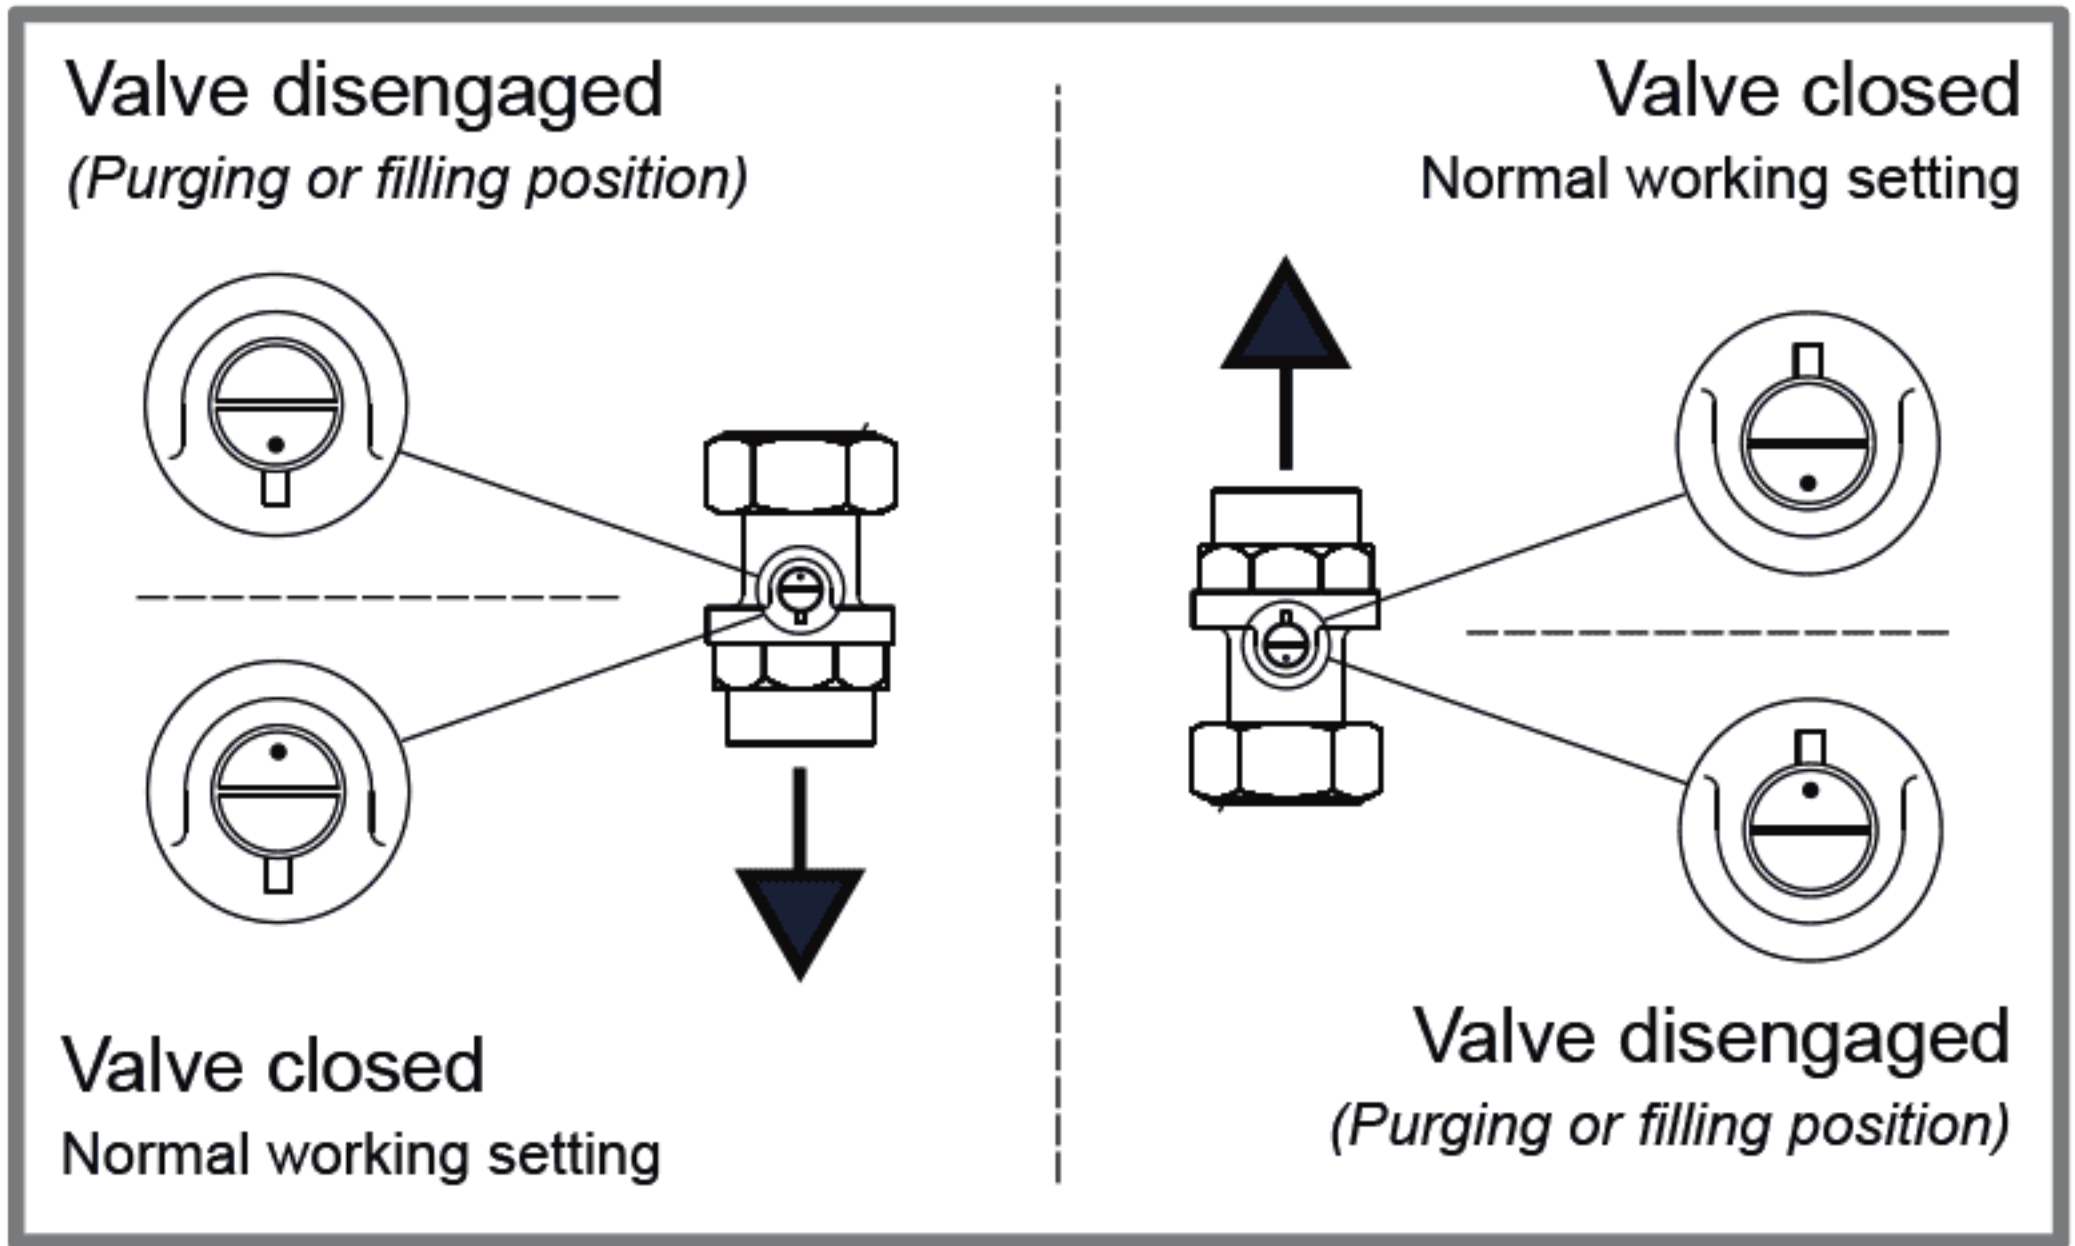 Valve disengaged
(Purging or filling position)
Valve closed
Normal working setting
Valve closed
Normal working setting
Valve disengaged
(Purging or filling position)